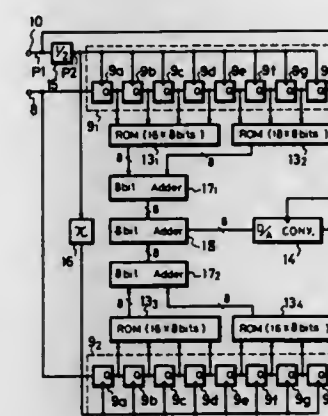 10
1/2
P1
P2
15
8
9a 9b 9c 9d 9e 9f 8g 9
Q Q Q Q Q Q Q Q
9₁
ROM (16×8bits) ROM (16×8bits)
8 13₁ 13₂
8bit Adder 17₁
8
8bit Adder 18 8 D/A CONV.
π 14
16 8
8bit Adder 17₂
8 13₃ 8 13₄
ROM (16×8bits) ROM (16×8bits)
9₂
Q Q Q Q Q Q Q Q
9a 9b 9c 9d 9e 9f 9g 9